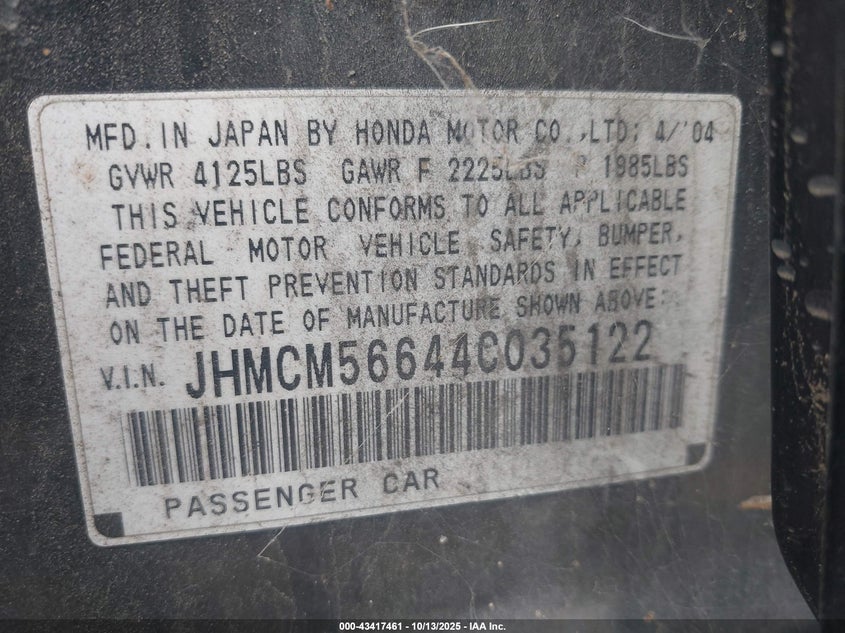 MFD. IN JAPAN BY HONDA MOTOR CO., LTD; 4/'04
GVWR 4125LBS GAWR F 2225LBS R 1985LBS
THIS VEHICLE CONFORMS TO ALL APPLICABLE
FEDERAL MOTOR VEHICLE SAFETY, BUMPER,
AND THEFT PREVENTION STANDARDS IN EFFECT
ON THE DATE OF MANUFACTURE SHOWN ABOVE.
V.I.N. JHMCM56644C035122
PASSENGER CAR
000-43417461 - 10/13/2025 - IAA Inc.